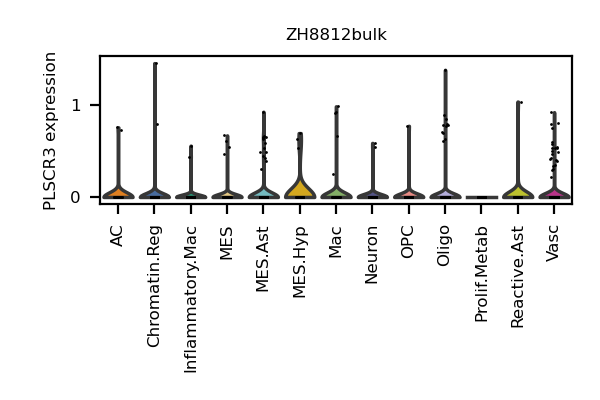 ZH8812bulk
PLSCR3 expression
1
0
AC
Chromatin.Reg
Inflammatory.Mac
MES
MES.Ast
MES.Hyp
Mac
Neuron
OPC
Oligo
Prolif.Metab
Reactive.Ast
Vasc